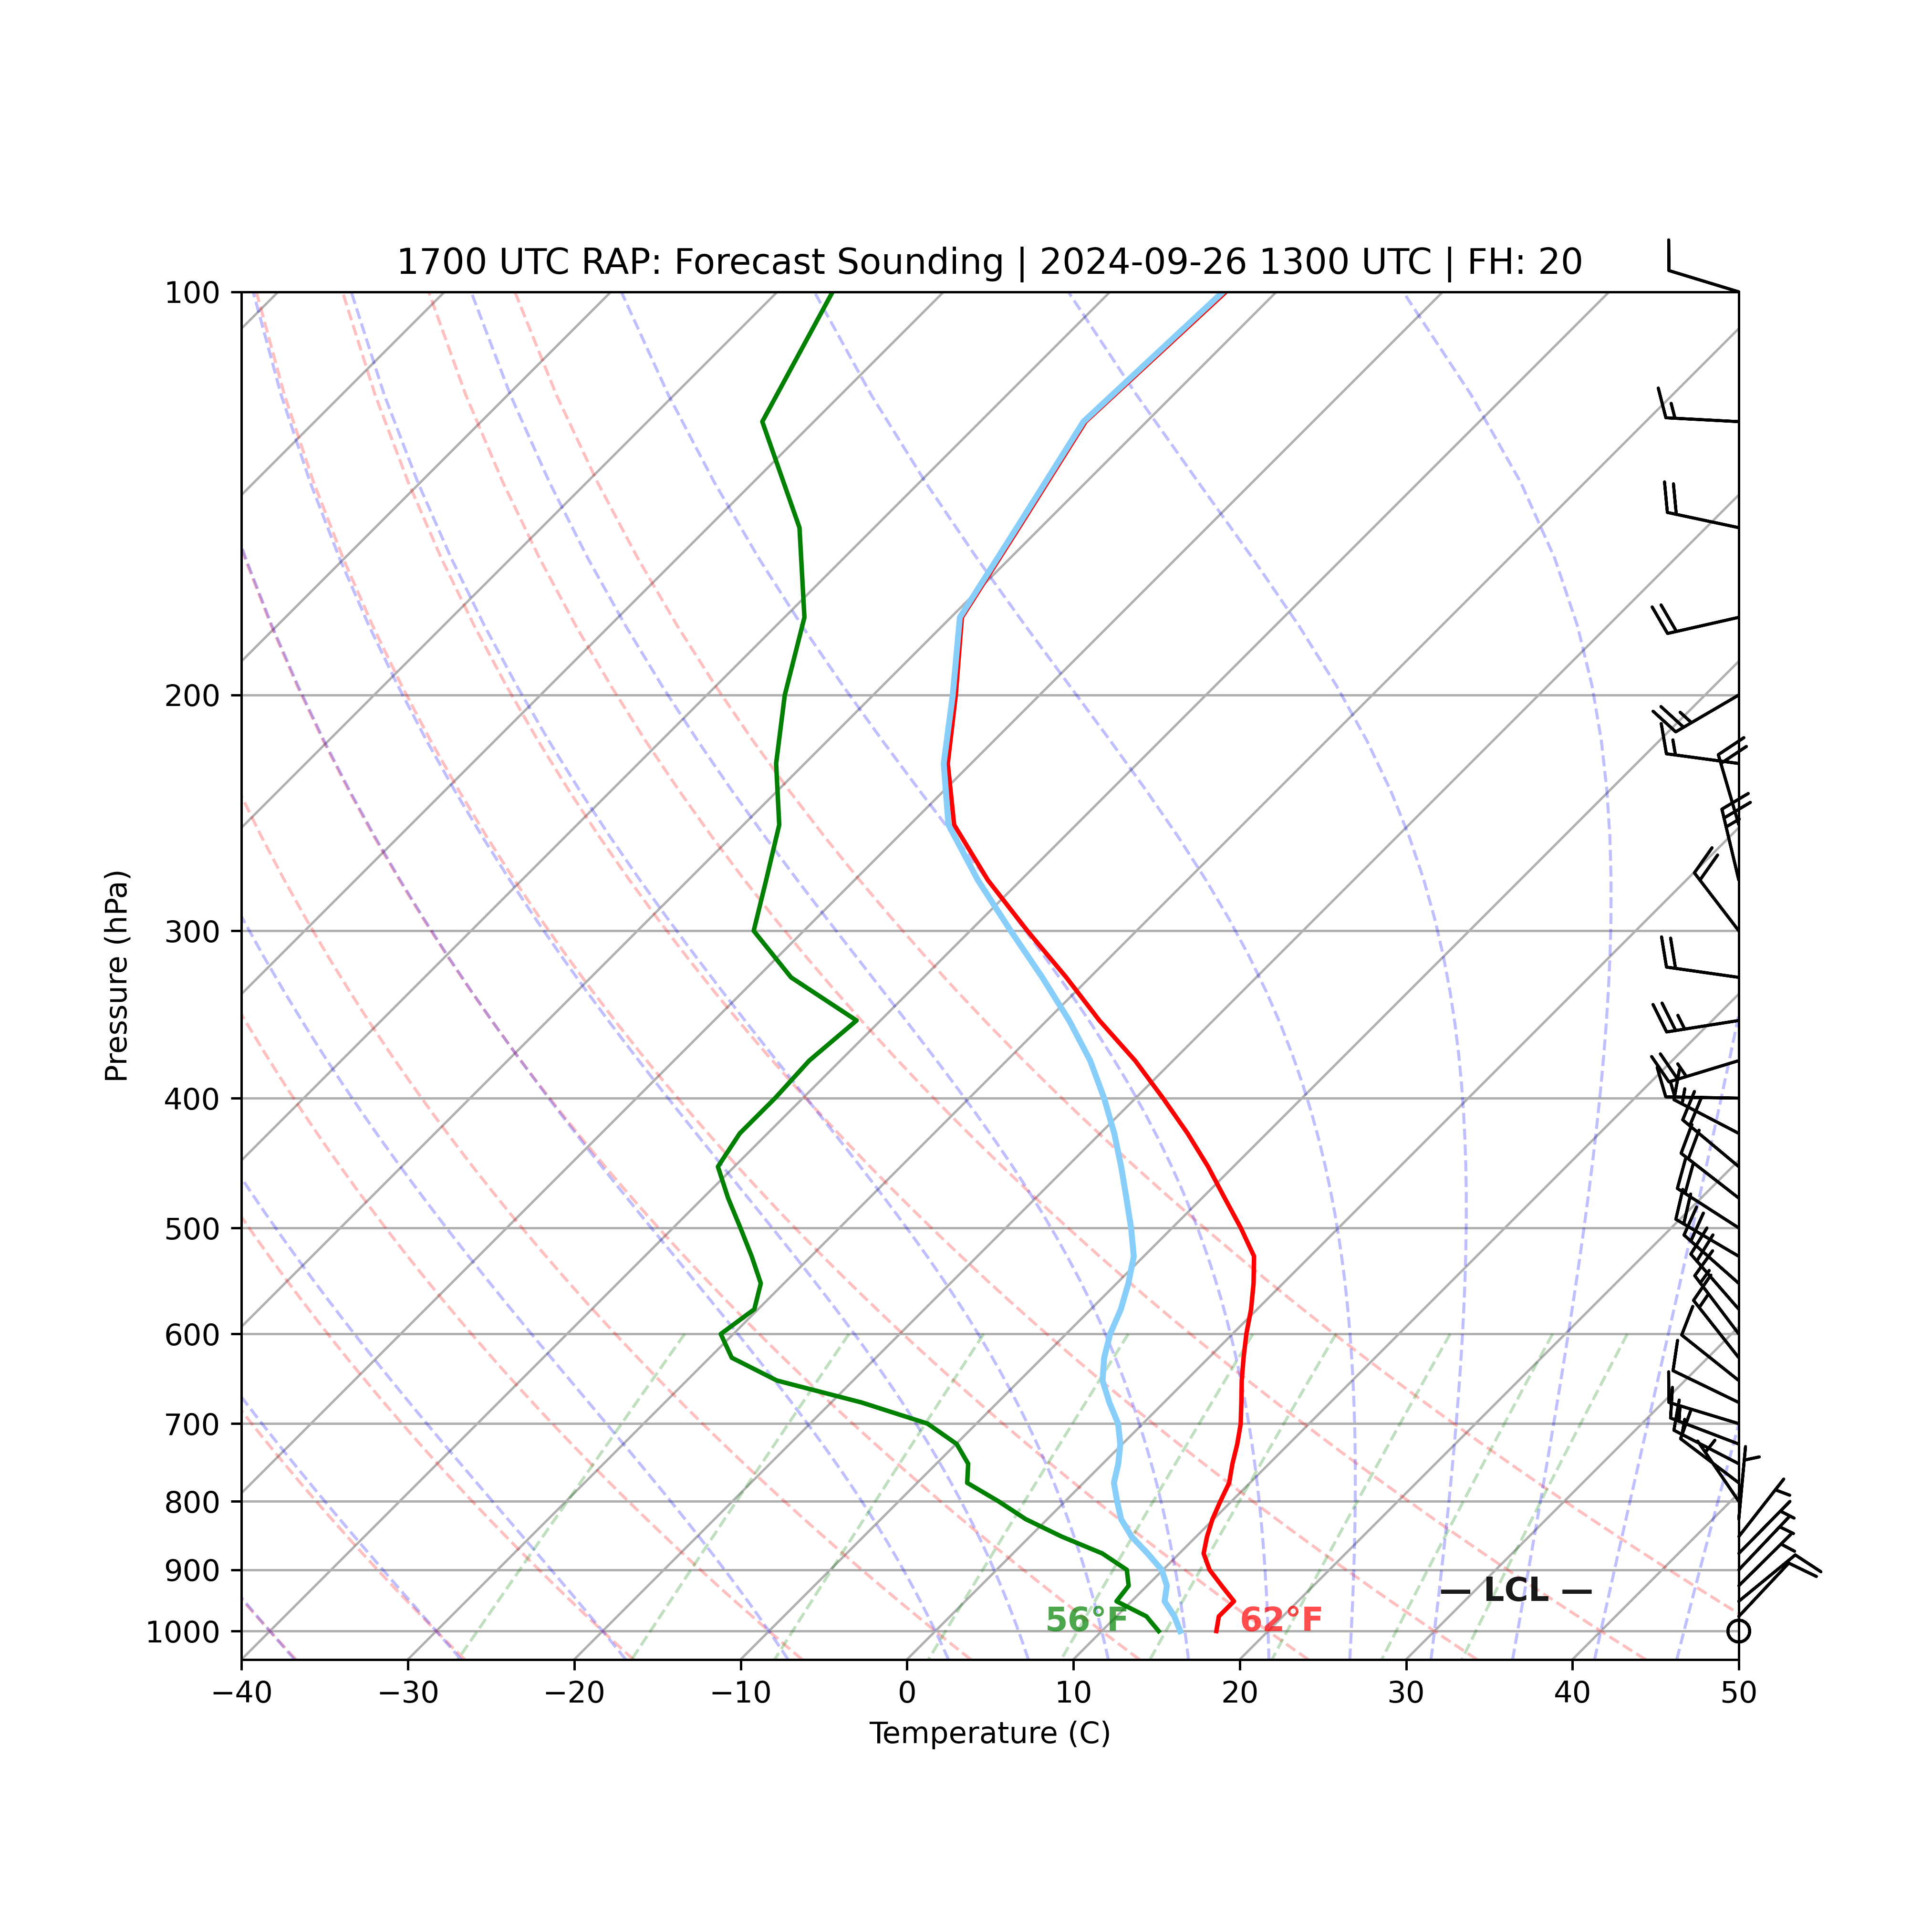 1700 UTC RAP: Forecast Sounding | 2024-09-26 1300 UTC | FH: 20
100
200
300
400
500
600
700
800
900
1000
Pressure (hPa)
— LCL —
56°F
62°F
−40 −30 −20 −10 0 10 20 30 40 50
Temperature (C)